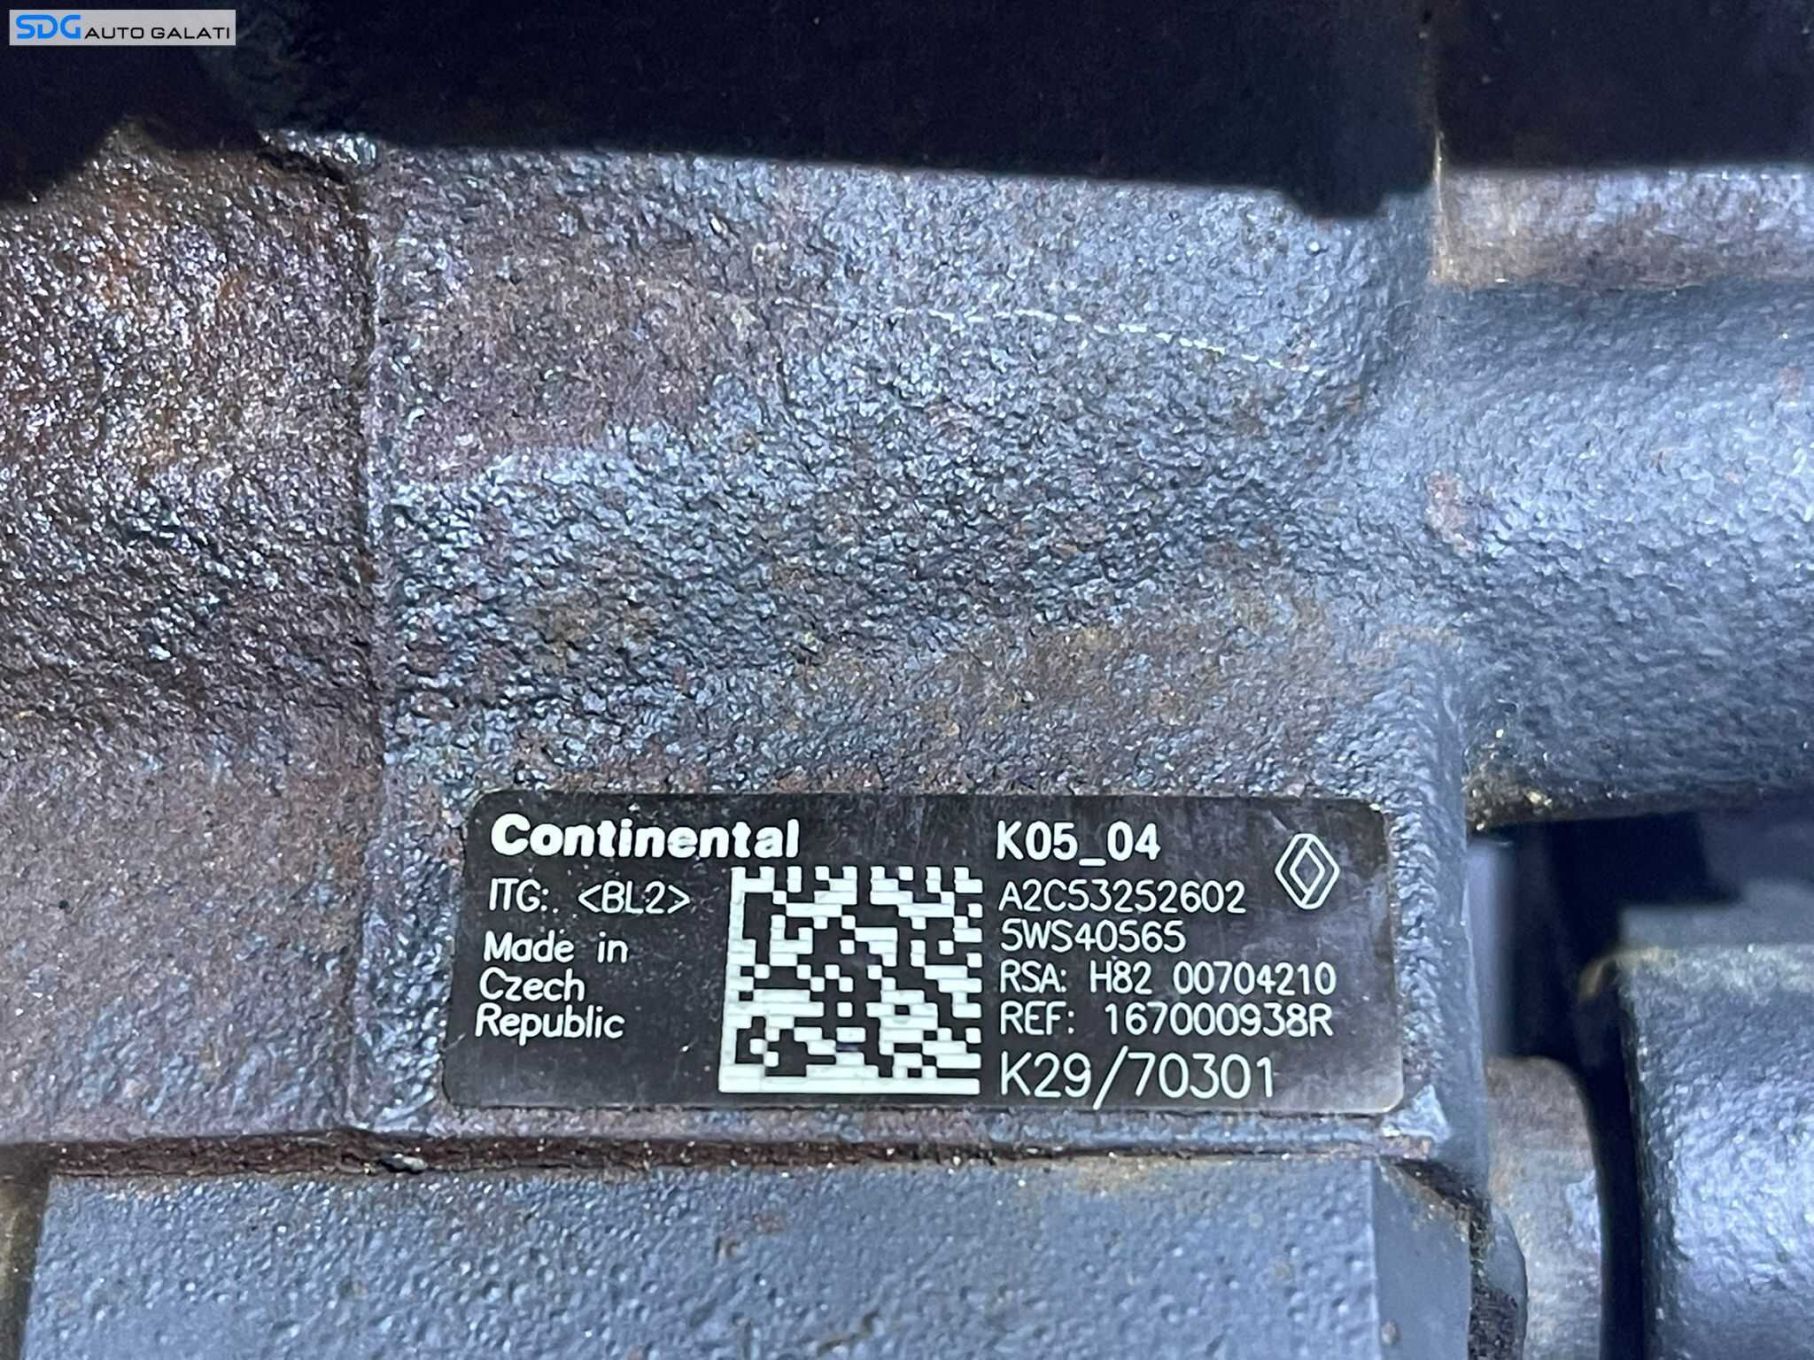 SDG AUTO GALATI
Continental
ITG: <BL2>
Made in
Czech
Republic
K05_04
A2C53252602
5WS40565
RSA: H82 00704210
REF: 167000938R
K29/70301